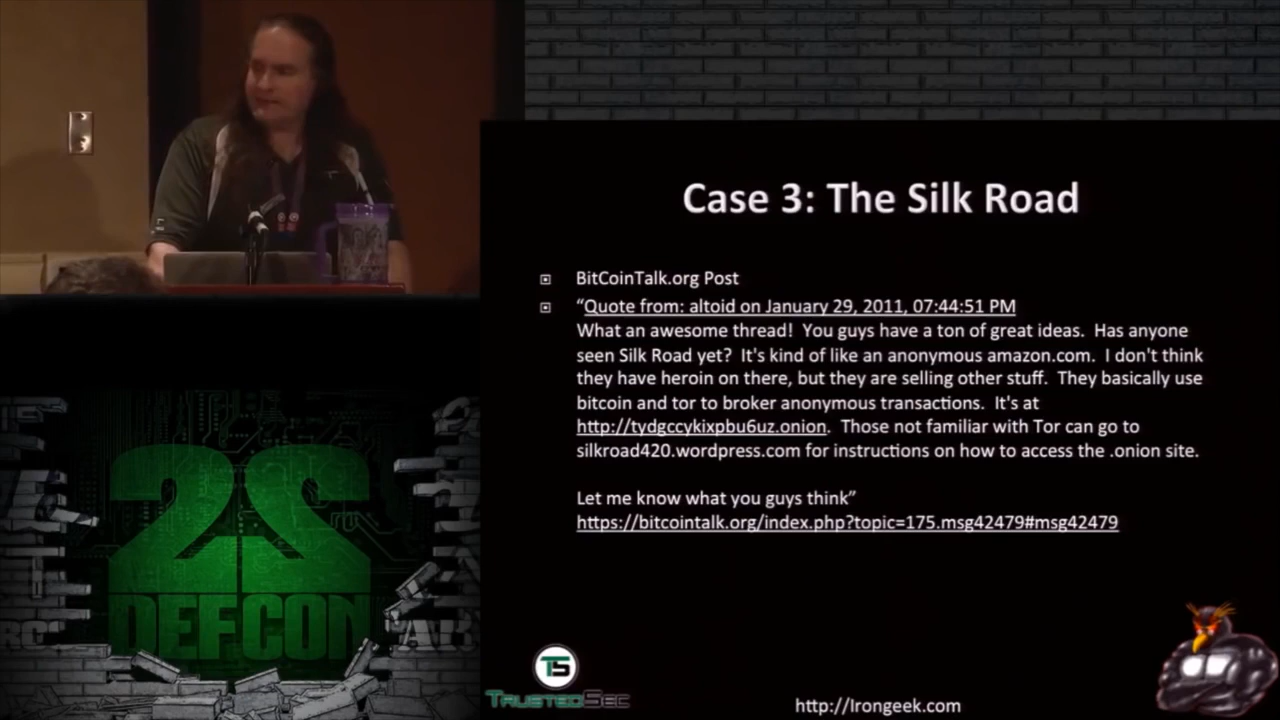 Case 3: The Silk Road
BitCoinTalk.org Post
“Quote from: altoid on January 29, 2011, 07:44:51 PM
What an awesome thread! You guys have a ton of great ideas. Has anyone
seen Silk Road yet? It's kind of like an anonymous amazon.com. I don't think
they have heroin on there, but they are selling other stuff. They basically use
bitcoin and tor to broker anonymous transactions. It's at
http://tydgccykixpbu6uz.onion. Those not familiar with Tor can go to
silkroad420.wordpress.com for instructions on how to access the .onion site.
Let me know what you guys think”
https://bitcointalk.org/index.php?topic=175.msg42479#msg42479
22
DEFCON
TS
TRUSTEDSEC
http://Irongeek.com